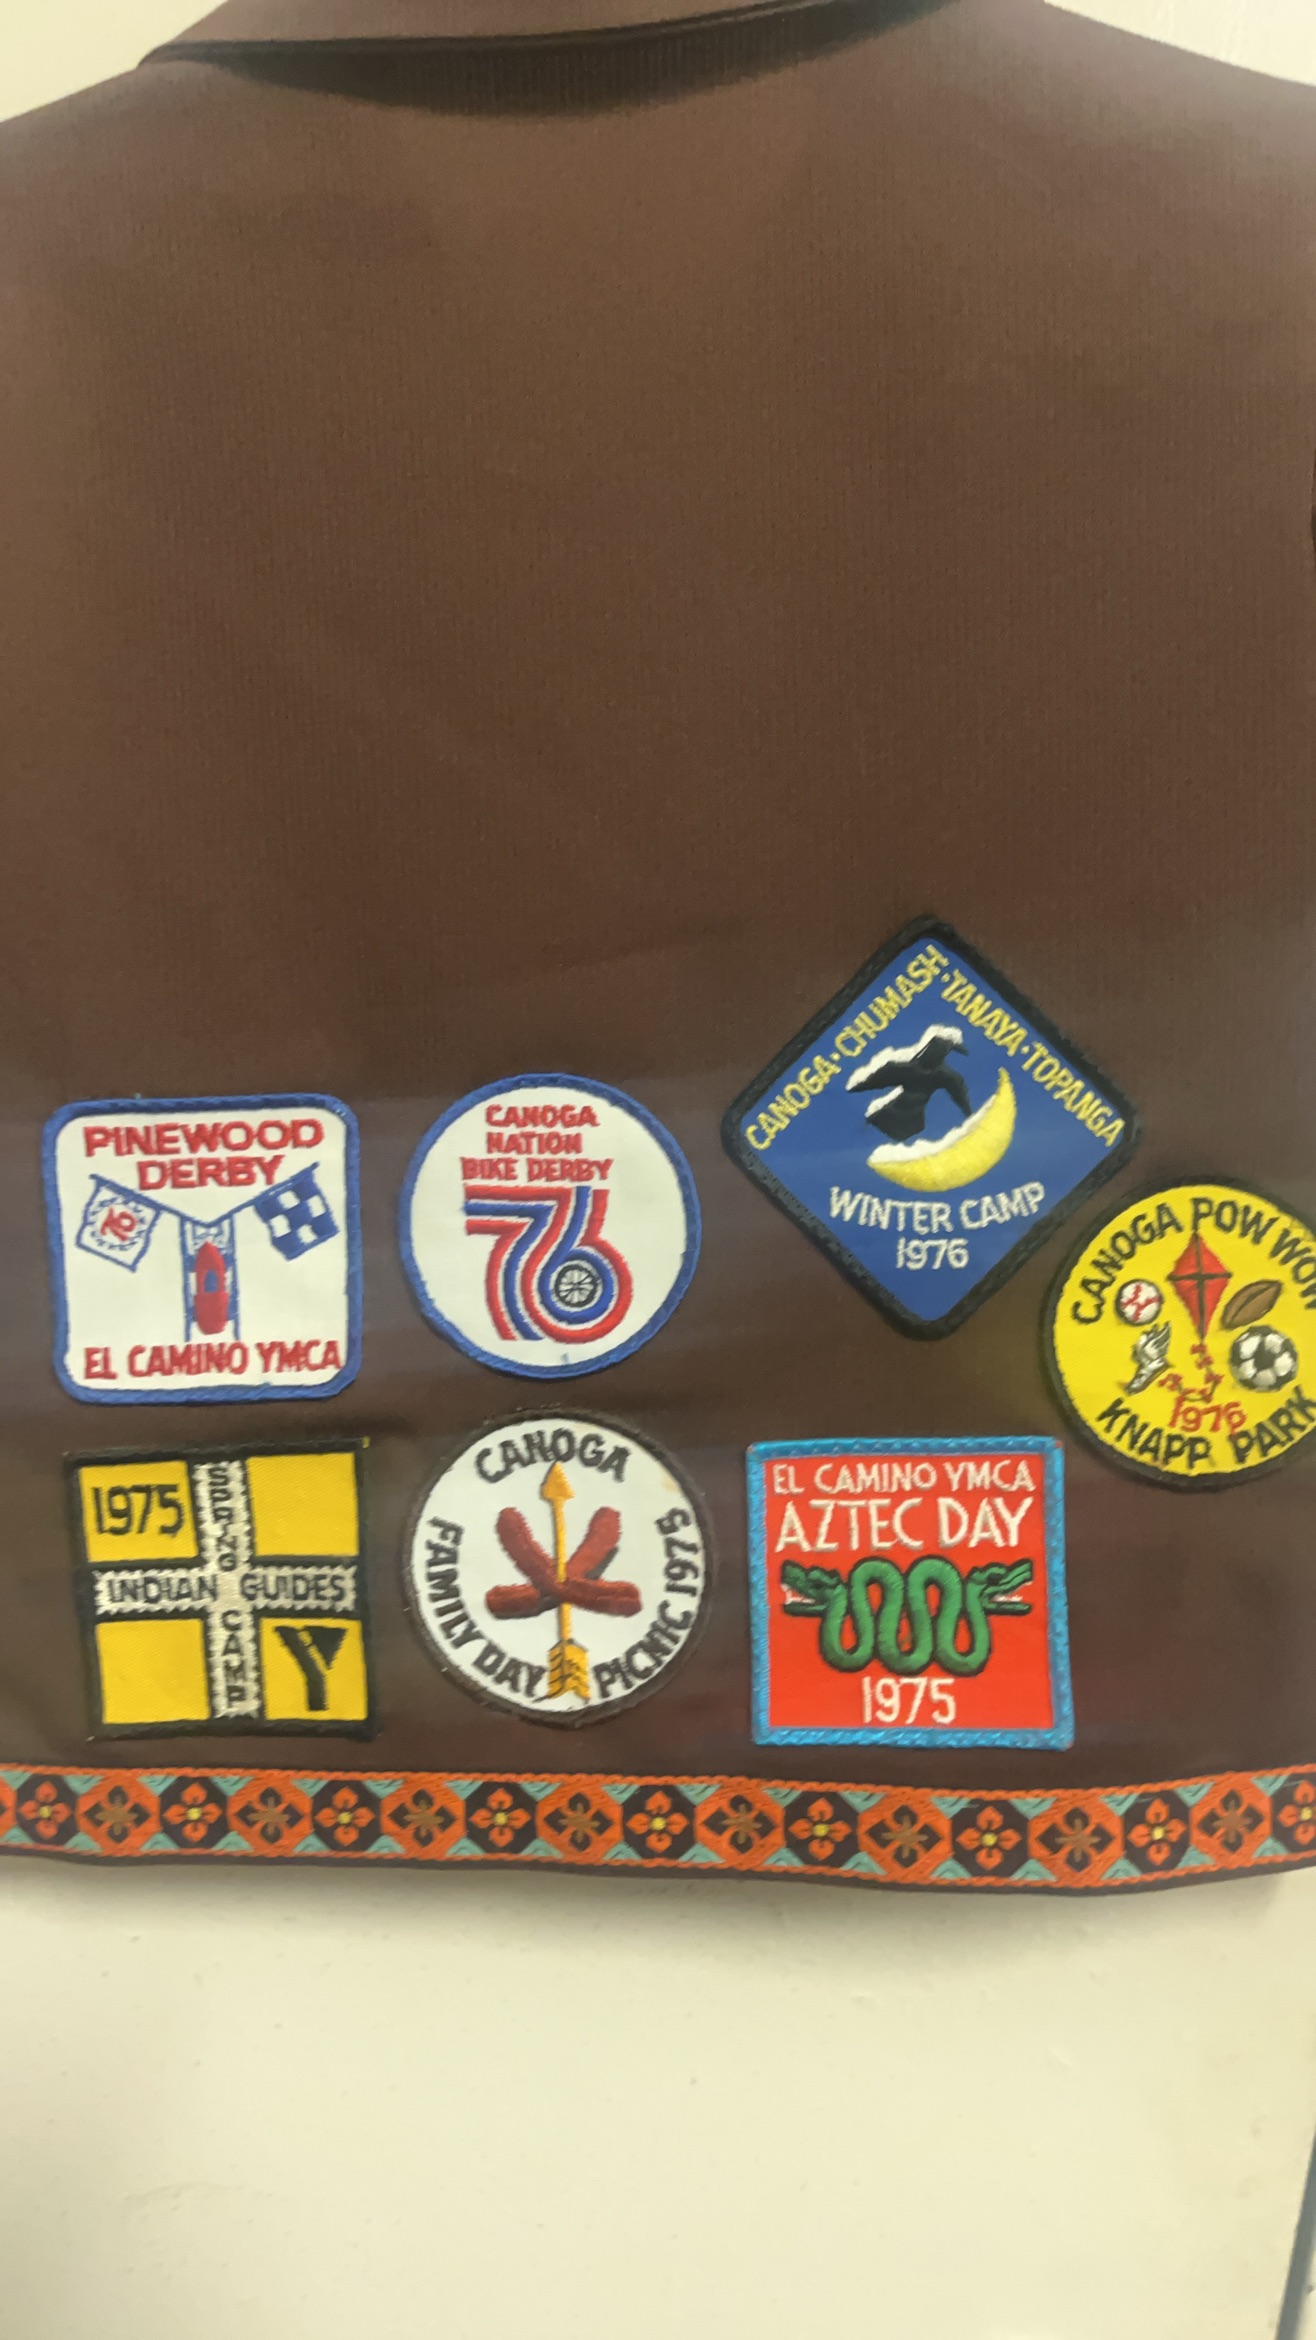 PINEWOOD
DERBY
76
EL CAMINO YMCA
CANOGA
NATION
BIKE DERBY
76
CANOGA·CHUMASH·TANAYA·TOPANGA
WINTER CAMP
1976
CANOGA POW WOW
1976
KNAPP PARK
1975
SPRING
INDIAN GUIDES
CAMP
Y
CANOGA
FAMILY DAY PICNIC 1975
EL CAMINO YMCA
AZTEC DAY
1975